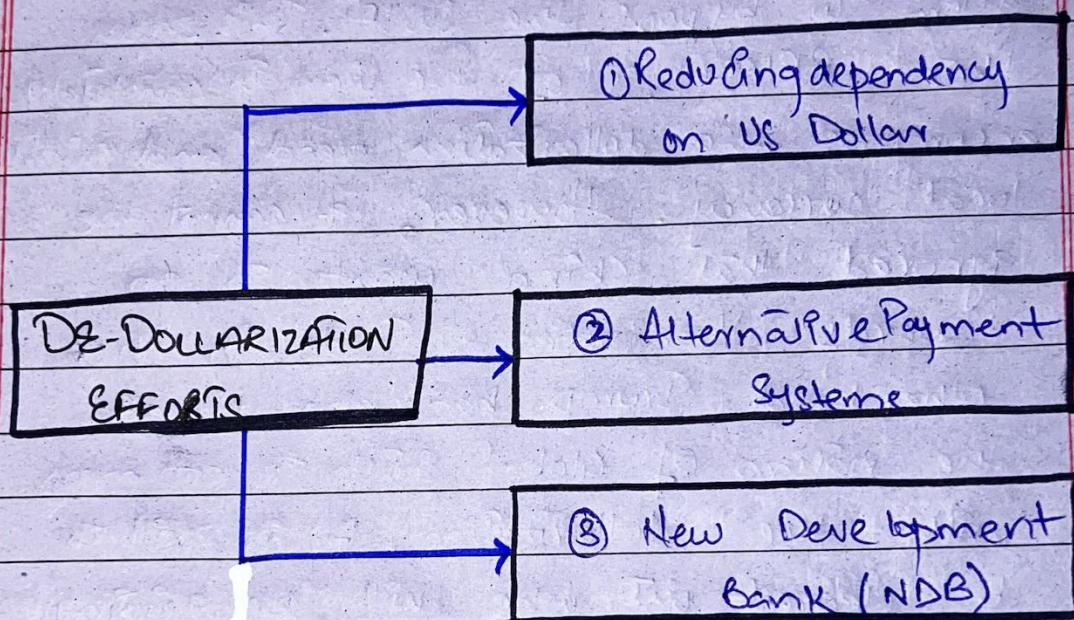 ① Reducing dependency
on US Dollar
DE-DOLLARIZATION
EFFORTS
② Alternative Payment
Systems
③ New Development
Bank (NDB)